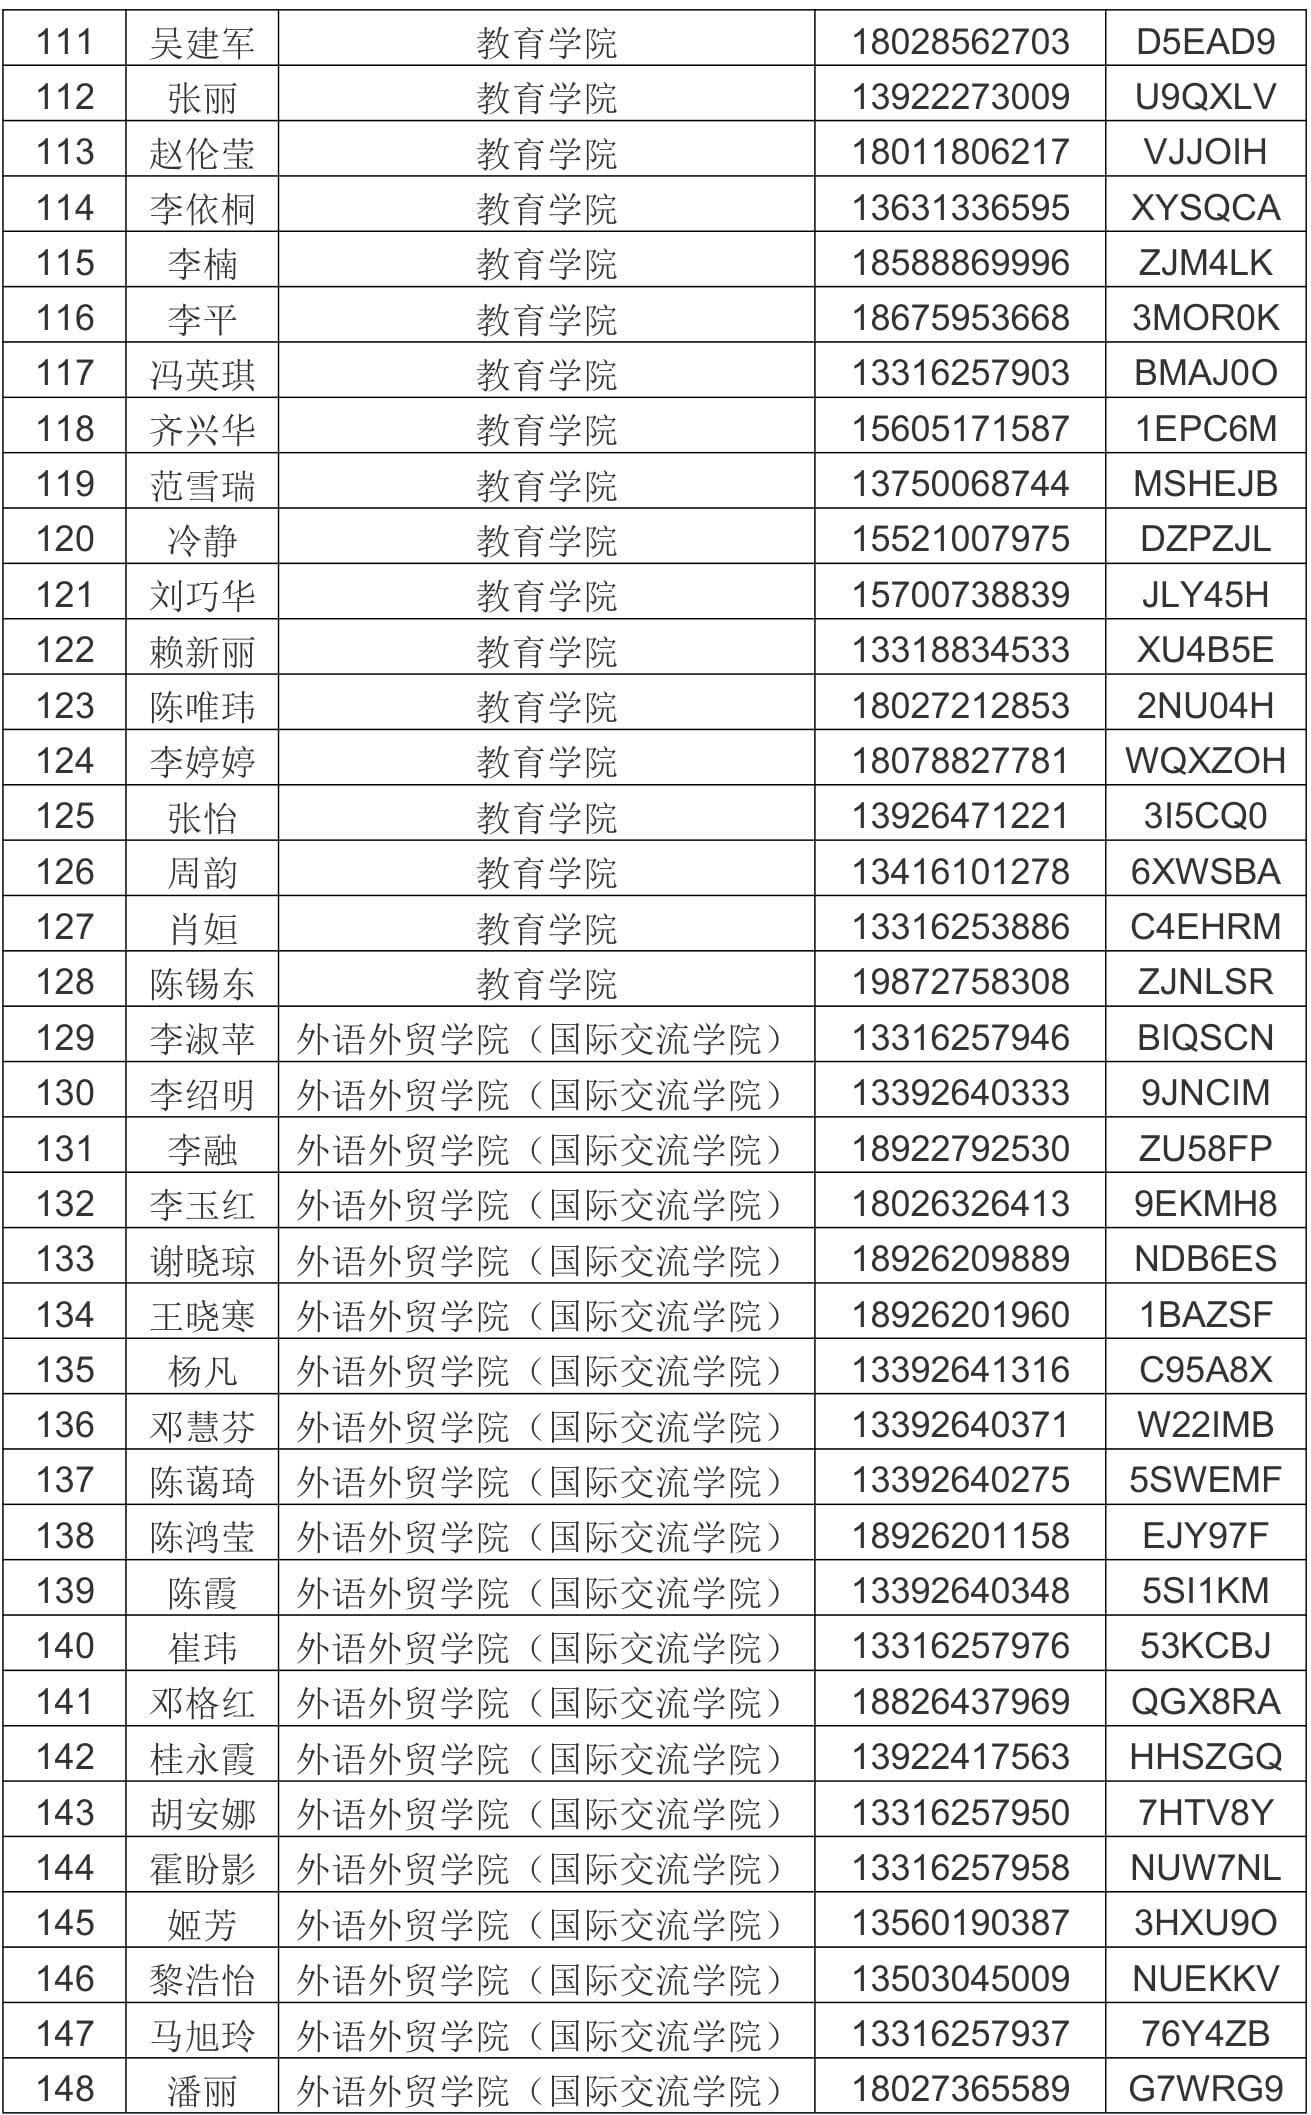 111 吴建军 教育学院 18028562703 D5EAD9
112 张丽 教育学院 13922273009 U9QXLV
113 赵伦莹 教育学院 18011806217 VJJOIH
114 李依桐 教育学院 13631336595 XYSQCA
115 李楠 教育学院 18588869996 ZJM4LK
116 李平 教育学院 18675953668 3MOR0K
117 冯英琪 教育学院 13316257903 BMAJ0O
118 齐兴华 教育学院 15605171587 1EPC6M
119 范雪瑞 教育学院 13750068744 MSHEJB
120 冷静 教育学院 15521007975 DZPZJL
121 刘巧华 教育学院 15700738839 JLY45H
122 赖新丽 教育学院 13318834533 XU4B5E
123 陈唯玮 教育学院 18027212853 2NU04H
124 李婷婷 教育学院 18078827781 WQXZOH
125 张怡 教育学院 13926471221 3I5CQ0
126 周韵 教育学院 13416101278 6XWSBA
127 肖姮 教育学院 13316253886 C4EHRM
128 陈锡东 教育学院 19872758308 ZJNLSR
129 李淑苹 外语外贸学院（国际交流学院） 13316257946 BIQSCN
130 李绍明 外语外贸学院（国际交流学院） 13392640333 9JNCIM
131 李融 外语外贸学院（国际交流学院） 18922792530 ZU58FP
132 李玉红 外语外贸学院（国际交流学院） 18026326413 9EKMH8
133 谢晓琼 外语外贸学院（国际交流学院） 18926209889 NDB6ES
134 王晓寒 外语外贸学院（国际交流学院） 18926201960 1BAZSF
135 杨凡 外语外贸学院（国际交流学院） 13392641316 C95A8X
136 邓慧芬 外语外贸学院（国际交流学院） 13392640371 W22IMB
137 陈蔼琦 外语外贸学院（国际交流学院） 13392640275 5SWEMF
138 陈鸿莹 外语外贸学院（国际交流学院） 18926201158 EJY97F
139 陈霞 外语外贸学院（国际交流学院） 13392640348 5SI1KM
140 崔玮 外语外贸学院（国际交流学院） 13316257976 53KCBJ
141 邓格红 外语外贸学院（国际交流学院） 18826437969 QGX8RA
142 桂永霞 外语外贸学院（国际交流学院） 13922417563 HHSZGQ
143 胡安娜 外语外贸学院（国际交流学院） 13316257950 7HTV8Y
144 霍盼影 外语外贸学院（国际交流学院） 13316257958 NUW7NL
145 姬芳 外语外贸学院（国际交流学院） 13560190387 3HXU9O
146 黎浩怡 外语外贸学院（国际交流学院） 13503045009 NUEKKV
147 马旭玲 外语外贸学院（国际交流学院） 13316257937 76Y4ZB
148 潘丽 外语外贸学院（国际交流学院） 18027365589 G7WRG9